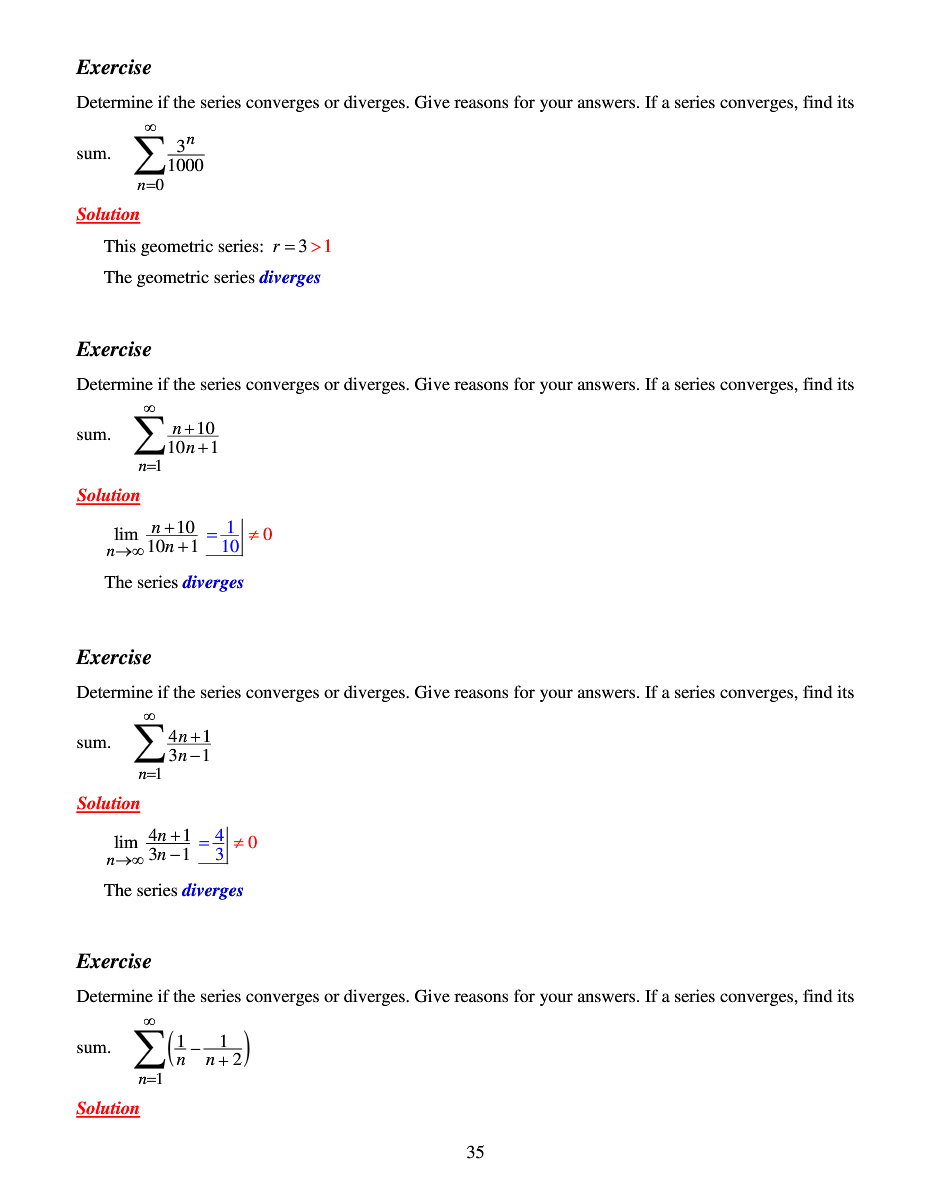 Exercise
Determine if the series converges or diverges. Give reasons for your answers. If a series converges, find its
sum. $\sum_{n=0}^{\infty} \frac{3^n}{1000}$
Solution
This geometric series: $r = 3 > 1$
The geometric series diverges
Exercise
Determine if the series converges or diverges. Give reasons for your answers. If a series converges, find its
sum. $\sum_{n=1}^{\infty} \frac{n+10}{10n+1}$
Solution
$\lim_{n \to \infty} \frac{n+10}{10n+1} = \frac{1}{10} \neq 0$
The series diverges
Exercise
Determine if the series converges or diverges. Give reasons for your answers. If a series converges, find its
sum. $\sum_{n=1}^{\infty} \frac{4n+1}{3n-1}$
Solution
$\lim_{n \to \infty} \frac{4n+1}{3n-1} = \frac{4}{3} \neq 0$
The series diverges
Exercise
Determine if the series converges or diverges. Give reasons for your answers. If a series converges, find its
sum. $\sum_{n=1}^{\infty} \left( \frac{1}{n} - \frac{1}{n+2} \right)$
Solution
35